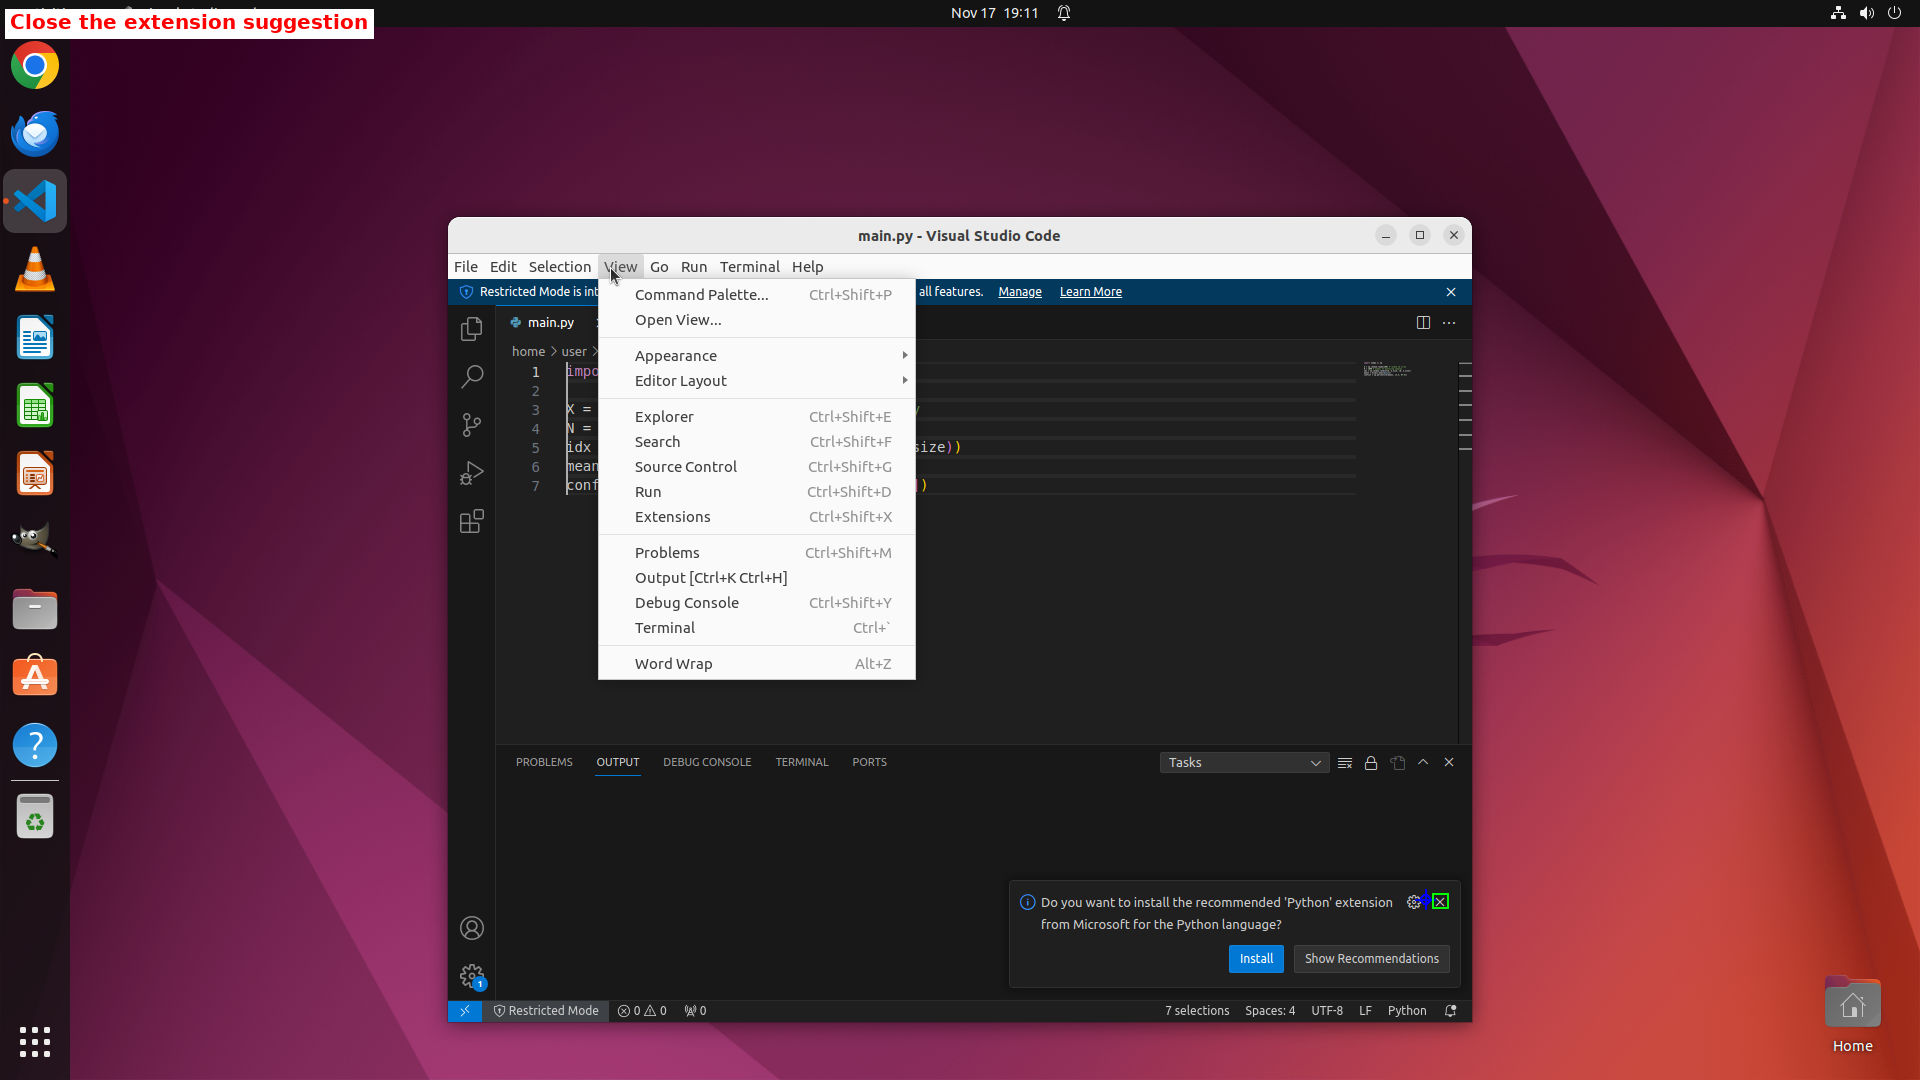 Close the extension suggestion
Nov 17 19:11
main.py - Visual Studio Code
File Edit Selection View Go Run Terminal Help
Restricted Mode is int
all features. Manage Learn More
Command Palette... Ctrl+Shift+P
Open View...
Appearance
Editor Layout
Explorer Ctrl+Shift+E
Search Ctrl+Shift+F
Source Control Ctrl+Shift+G
Run Ctrl+Shift+D
Extensions Ctrl+Shift+X
Problems Ctrl+Shift+M
Output [Ctrl+K Ctrl+H]
Debug Console Ctrl+Shift+Y
Terminal Ctrl+`
Word Wrap Alt+Z
main.py
home > user >
1 impo
2
3 X =
4 N =
5 idx size))
6 mean
7 conf ])
PROBLEMS OUTPUT DEBUG CONSOLE TERMINAL PORTS
Tasks
Do you want to install the recommended 'Python' extension
from Microsoft for the Python language?
Install Show Recommendations
1
Restricted Mode 0 0 0
7 selections Spaces: 4 UTF-8 LF Python
Home